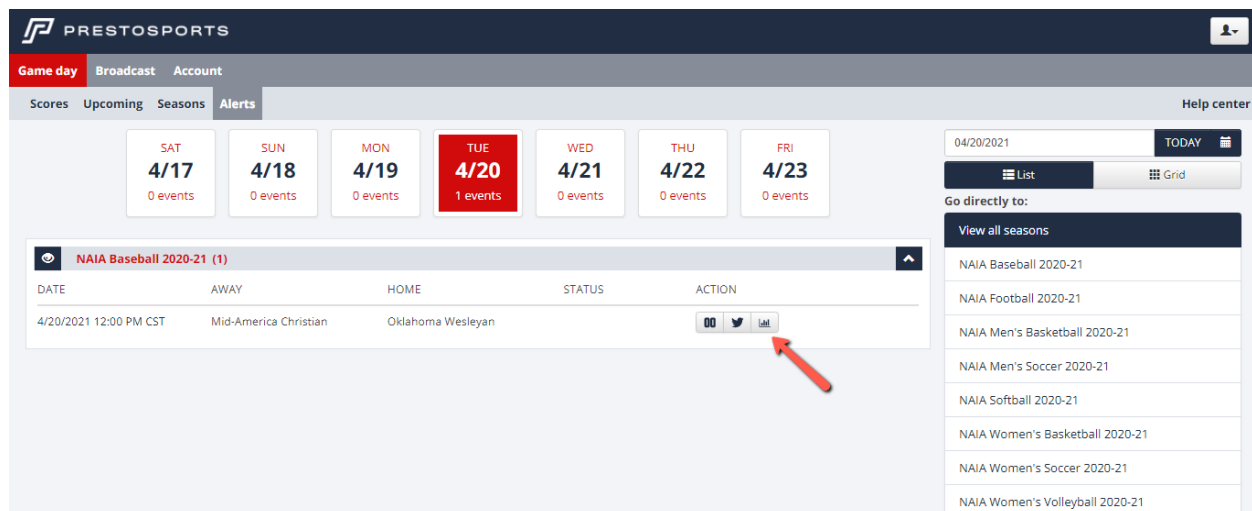 PRESTOSPORTS
Game day Broadcast Account
Scores Upcoming Seasons Alerts Help center
SAT
4/17
0 events
SUN
4/18
0 events
MON
4/19
0 events
TUE
4/20
1 events
WED
4/21
0 events
THU
4/22
0 events
FRI
4/23
0 events
04/20/2021 TODAY
List Grid
Go directly to:
View all seasons
NAIA Baseball 2020-21
NAIA Football 2020-21
NAIA Men's Basketball 2020-21
NAIA Men's Soccer 2020-21
NAIA Softball 2020-21
NAIA Women's Basketball 2020-21
NAIA Women's Soccer 2020-21
NAIA Women's Volleyball 2020-21
NAIA Baseball 2020-21 (1)
DATE AWAY HOME STATUS ACTION
4/20/2021 12:00 PM CST Mid-America Christian Oklahoma Wesleyan